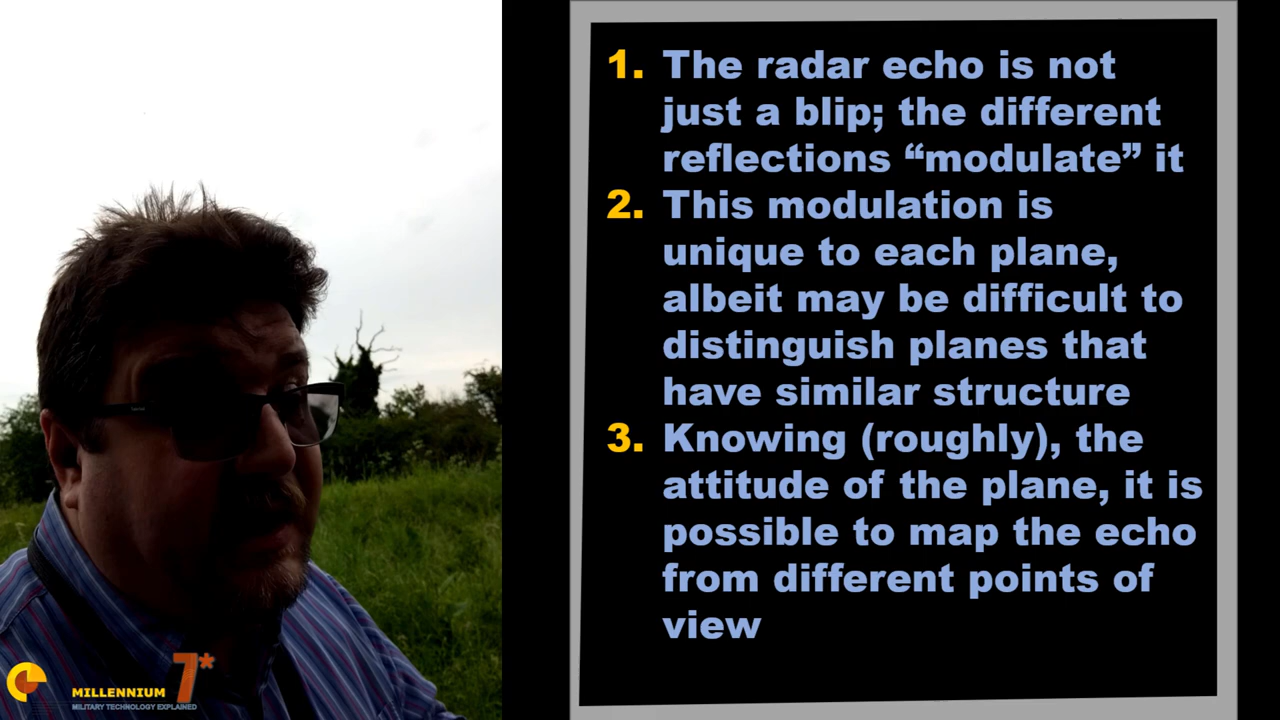 1. The radar echo is not
just a blip; the different
reflections “modulate” it
2. This modulation is
unique to each plane,
albeit may be difficult to
distinguish planes that
have similar structure
3. Knowing (roughly), the
attitude of the plane, it is
possible to map the echo
from different points of
view
MILLENNIUM 7*
MILITARY TECHNOLOGY EXPLAINED